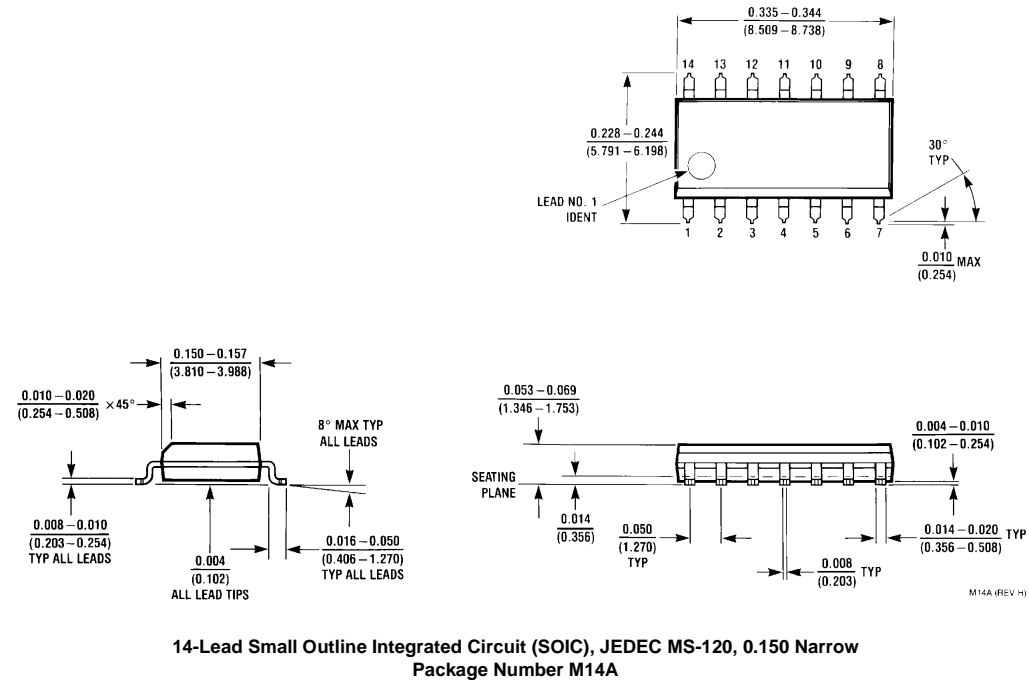 0.335 – 0.344
(8.509 – 8.738)
14 13 12 11 10 9 8
0.228 – 0.244
(5.791 – 6.198)
30°
TYP
LEAD NO. 1
IDENT
1 2 3 4 5 6 7
0.010 MAX
(0.254)
0.150 – 0.157
(3.810 – 3.988)
0.010 – 0.020
(0.254 – 0.508)
×45°
8° MAX TYP
ALL LEADS
0.008 – 0.010
(0.203 – 0.254)
TYP ALL LEADS
0.004
(0.102)
ALL LEAD TIPS
0.016 – 0.050
(0.406 – 1.270)
TYP ALL LEADS
0.053 – 0.069
(1.346 – 1.753)
0.004 – 0.010
(0.102 – 0.254)
SEATING
PLANE
0.014
(0.356)
0.050
(1.270)
TYP
0.008
(0.203)
TYP
0.014 – 0.020
(0.356 – 0.508)
TYP
M14A (REV H)
14-Lead Small Outline Integrated Circuit (SOIC), JEDEC MS-120, 0.150 Narrow
Package Number M14A